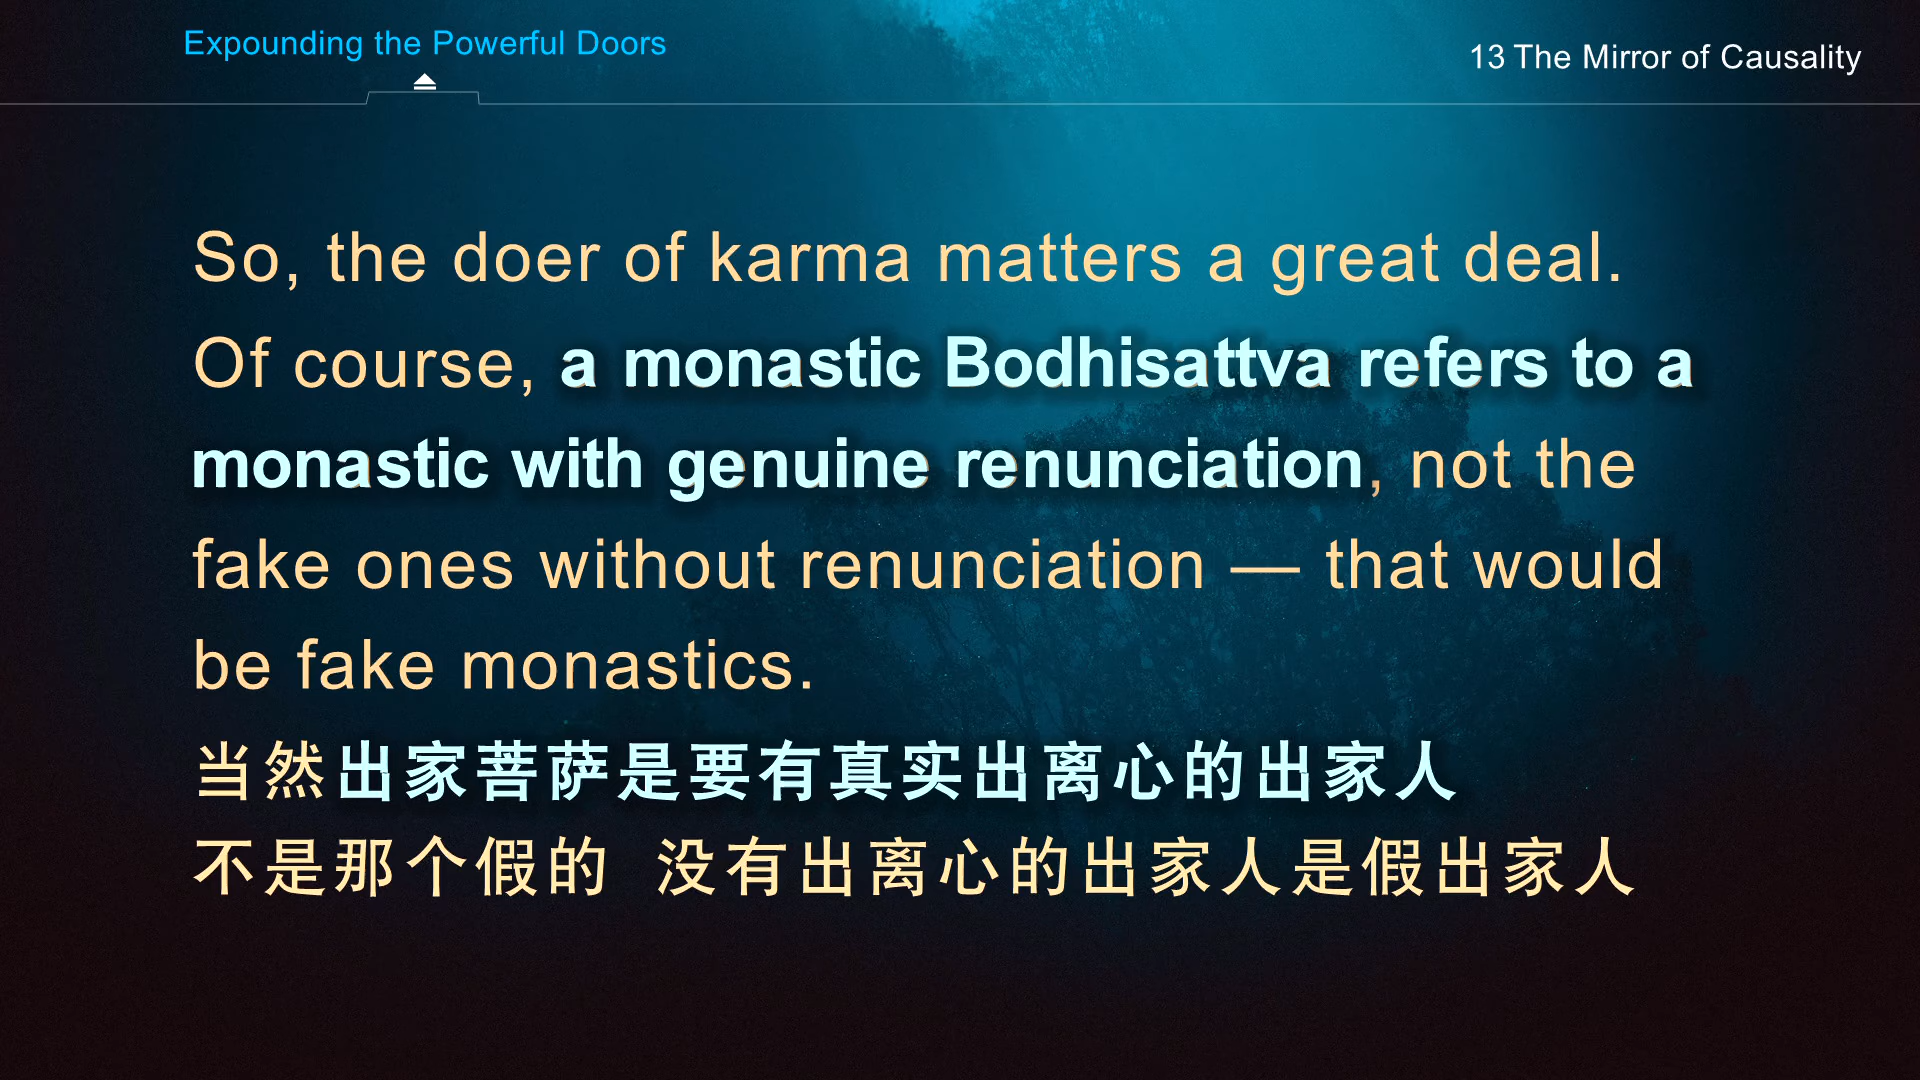 Expounding the Powerful Doors
13 The Mirror of Causality
So, the doer of karma matters a great deal.
Of course, a monastic Bodhisattva refers to a
monastic with genuine renunciation, not the
fake ones without renunciation — that would
be fake monastics.
当然出家菩萨是要有真实出离心的出家人
不是那个假的 没有出离心的出家人是假出家人